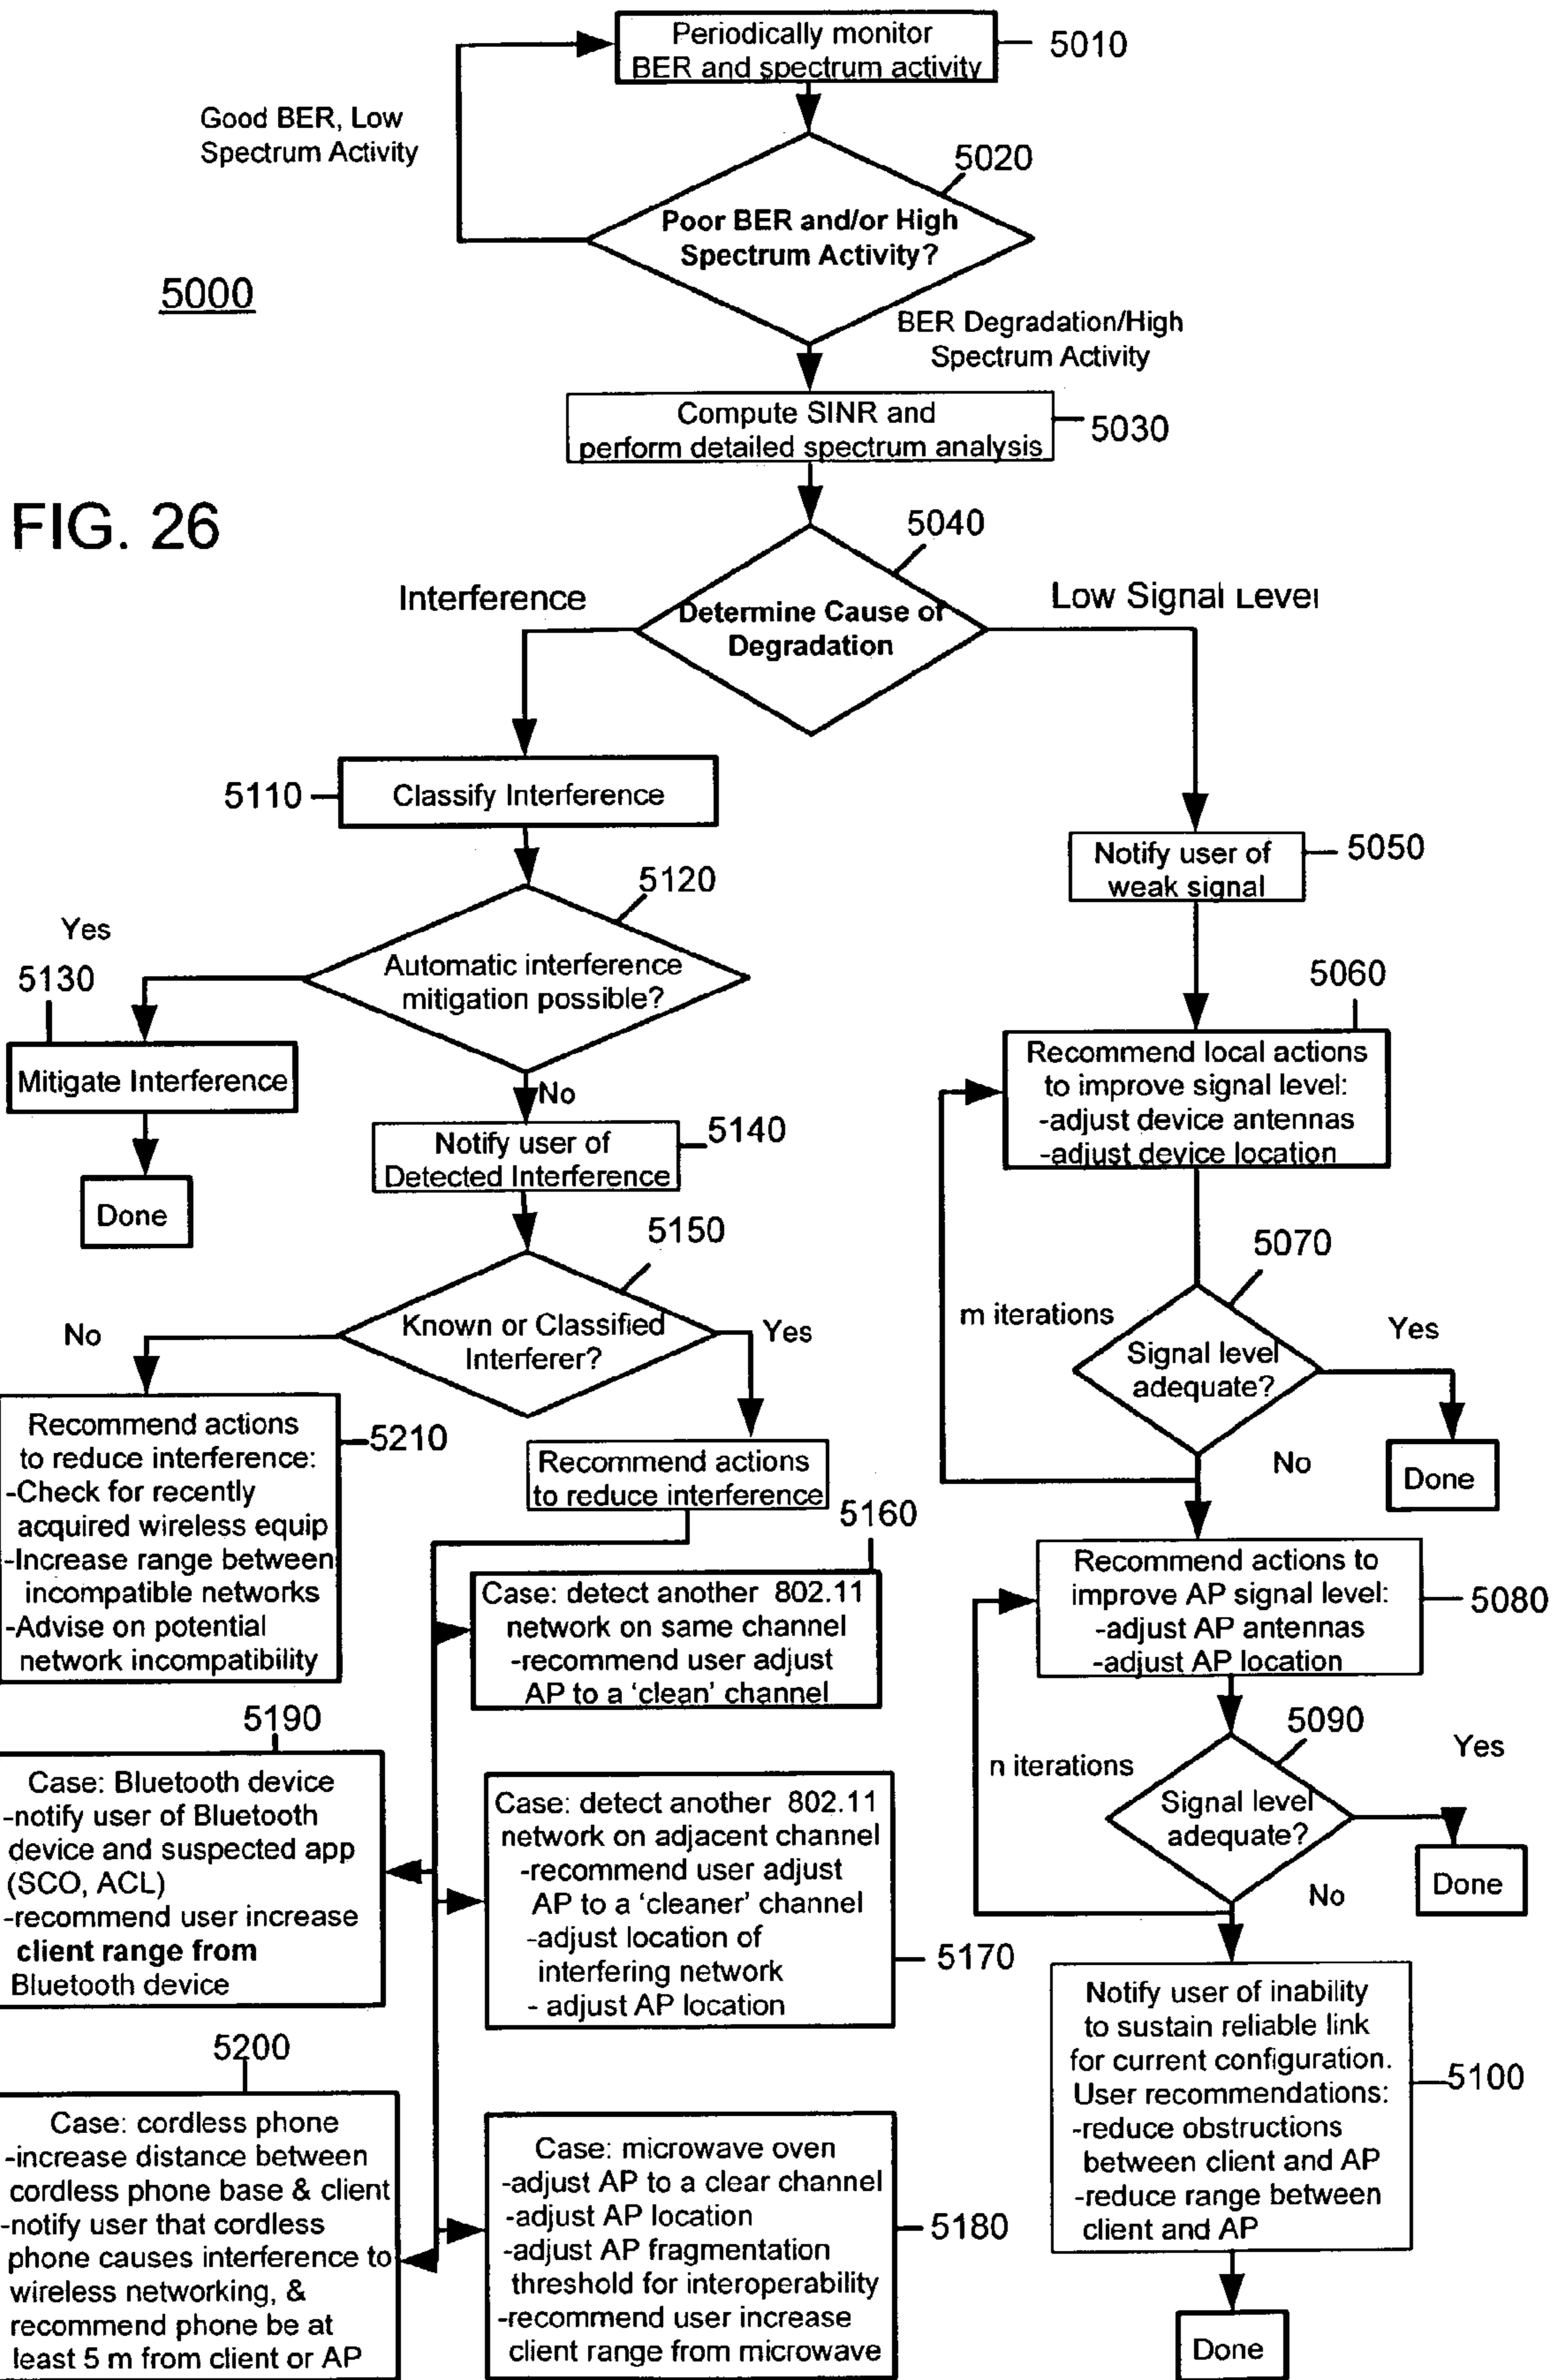 Periodically monitor
BER and spectrum activity
5010
Good BER, Low
Spectrum Activity
5020
Poor BER and/or High
Spectrum Activity?
5000
BER Degradation/High
Spectrum Activity
Compute SINR and
perform detailed spectrum analysis
5030
FIG. 26
5040
Interference
Determine Cause of
Degradation
Low Signal Level
5110
Classify Interference
Notify user of
weak signal
5050
5120
Yes
Automatic interference
mitigation possible?
5130
Mitigate Interference
Done
No
Notify user of
Detected Interference
5140
5150
Known or Classified
Interferer?
No
Yes
5060
Recommend local actions
to improve signal level:
-adjust device antennas
-adjust device location
5070
m iterations
Signal level
adequate?
Yes
No
Done
Recommend actions
to reduce interference:
-Check for recently
acquired wireless equip
-Increase range between
incompatible networks
-Advise on potential
network incompatibility
5210
Recommend actions
to reduce interference
5160
Case: detect another 802.11
network on same channel
-recommend user adjust
AP to a ‘clean’ channel
Recommend actions to
improve AP signal level:
-adjust AP antennas
-adjust AP location
5080
5090
n iterations
Signal level
adequate?
Yes
No
Done
5190
Case: Bluetooth device
-notify user of Bluetooth
device and suspected app
(SCO, ACL)
-recommend user increase
client range from
Bluetooth device
Case: detect another 802.11
network on adjacent channel
-recommend user adjust
AP to a ‘cleaner’ channel
-adjust location of
interfering network
- adjust AP location
5170
Notify user of inability
to sustain reliable link
for current configuration.
User recommendations:
-reduce obstructions
between client and AP
-reduce range between
client and AP
5100
Done
5200
Case: cordless phone
-increase distance between
cordless phone base & client
-notify user that cordless
phone causes interference to
wireless networking, &
recommend phone be at
least 5 m from client or AP
Case: microwave oven
-adjust AP to a clear channel
-adjust AP location
-adjust AP fragmentation
threshold for interoperability
-recommend user increase
client range from microwave
5180